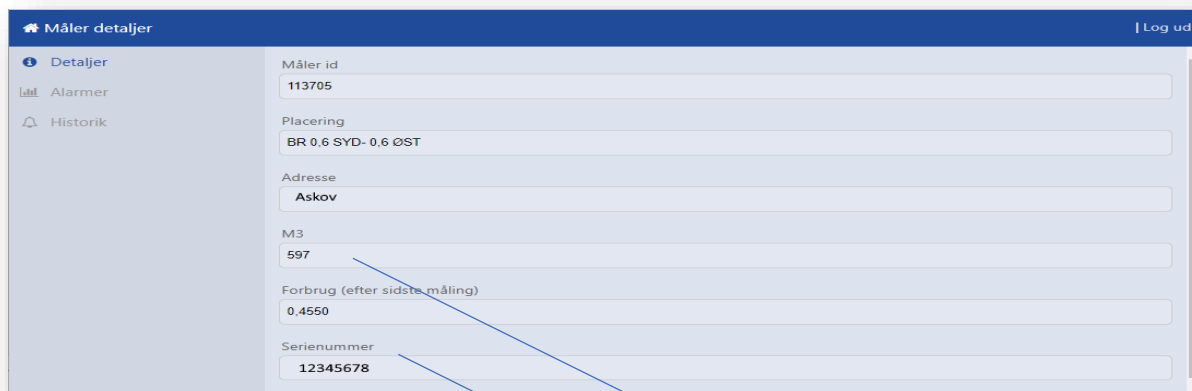 Måler detaljer
| Log ud
Detaljer
Alarmer
Historik
Måler id
113705
Placering
BR 0,6 SYD- 0,6 ØST
Adresse
Askov
M3
597
Forbrug (efter sidste måling)
0,4550
Serienummer
12345678